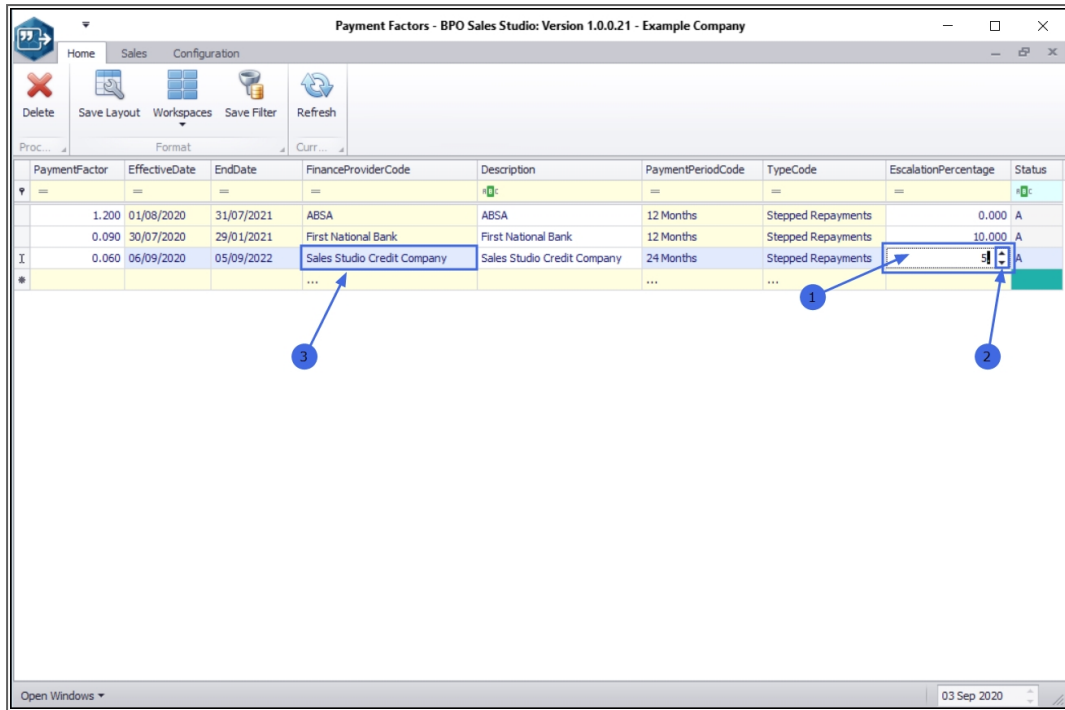 Payment Factors - BPO Sales Studio: Version 1.0.0.21 - Example Company
Home Sales Configuration
Delete Save Layout Workspaces Save Filter Refresh
Proc... Format Curr...
PaymentFactor EffectiveDate EndDate FinanceProviderCode Description PaymentPeriodCode TypeCode EscalationPercentage Status
= = = = = = =
1.200 01/08/2020 31/07/2021 ABSA ABSA 12 Months Stepped Repayments 0.000 A
0.090 30/07/2020 29/01/2021 First National Bank First National Bank 12 Months Stepped Repayments 10.000 A
0.060 06/09/2020 05/09/2022 Sales Studio Credit Company Sales Studio Credit Company 24 Months Stepped Repayments 5 A
... ... ...
1
3 2
Open Windows 03 Sep 2020